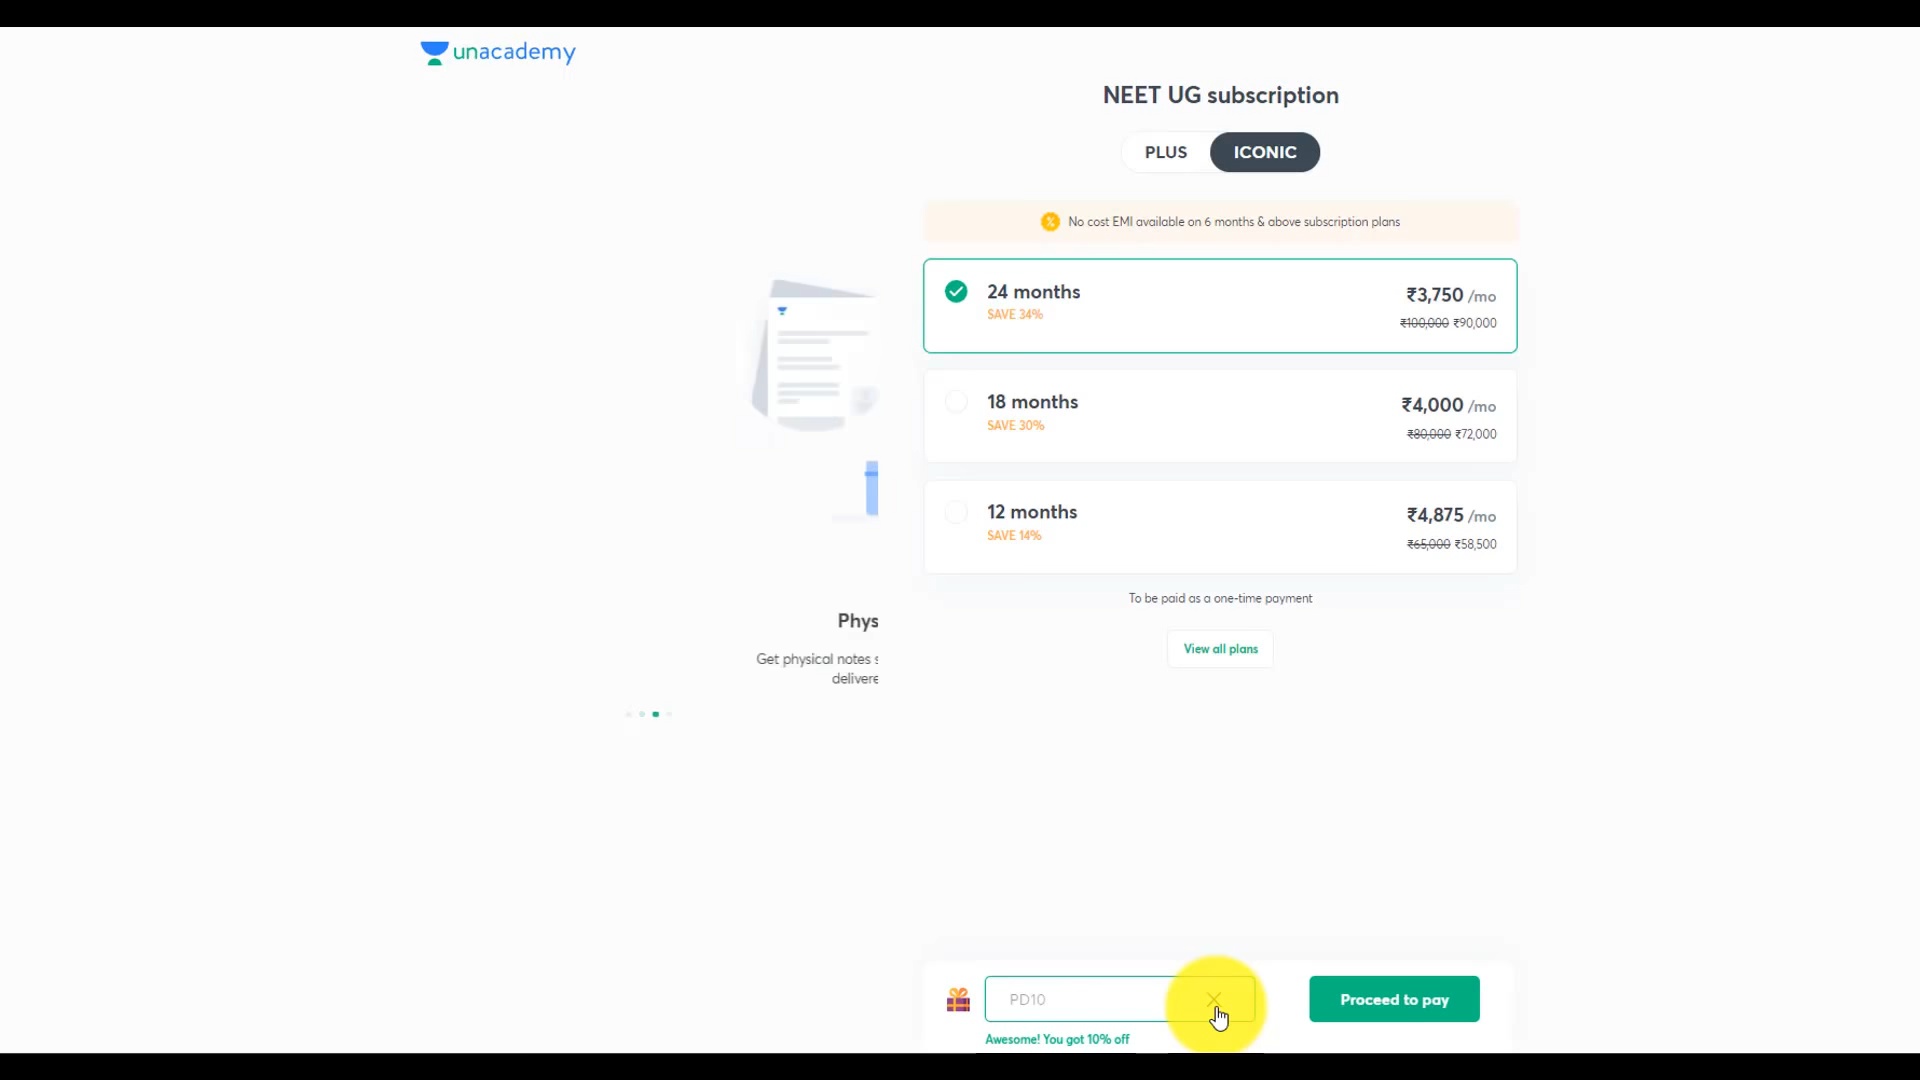 unacademy
NEET UG subscription
PLUS
ICONIC
No cost EMI available on 6 months & above subscription plans
24 months
SAVE 34%
₹3,750 /mo
₹100,000 ₹90,000
18 months
SAVE 30%
₹4,000 /mo
₹80,000 ₹72,000
12 months
SAVE 14%
₹4,875 /mo
₹65,000 ₹58,500
To be paid as a one-time payment
View all plans
Phys
Get physical notes s
delivere
PD10
Proceed to pay
Awesome! You got 10% off